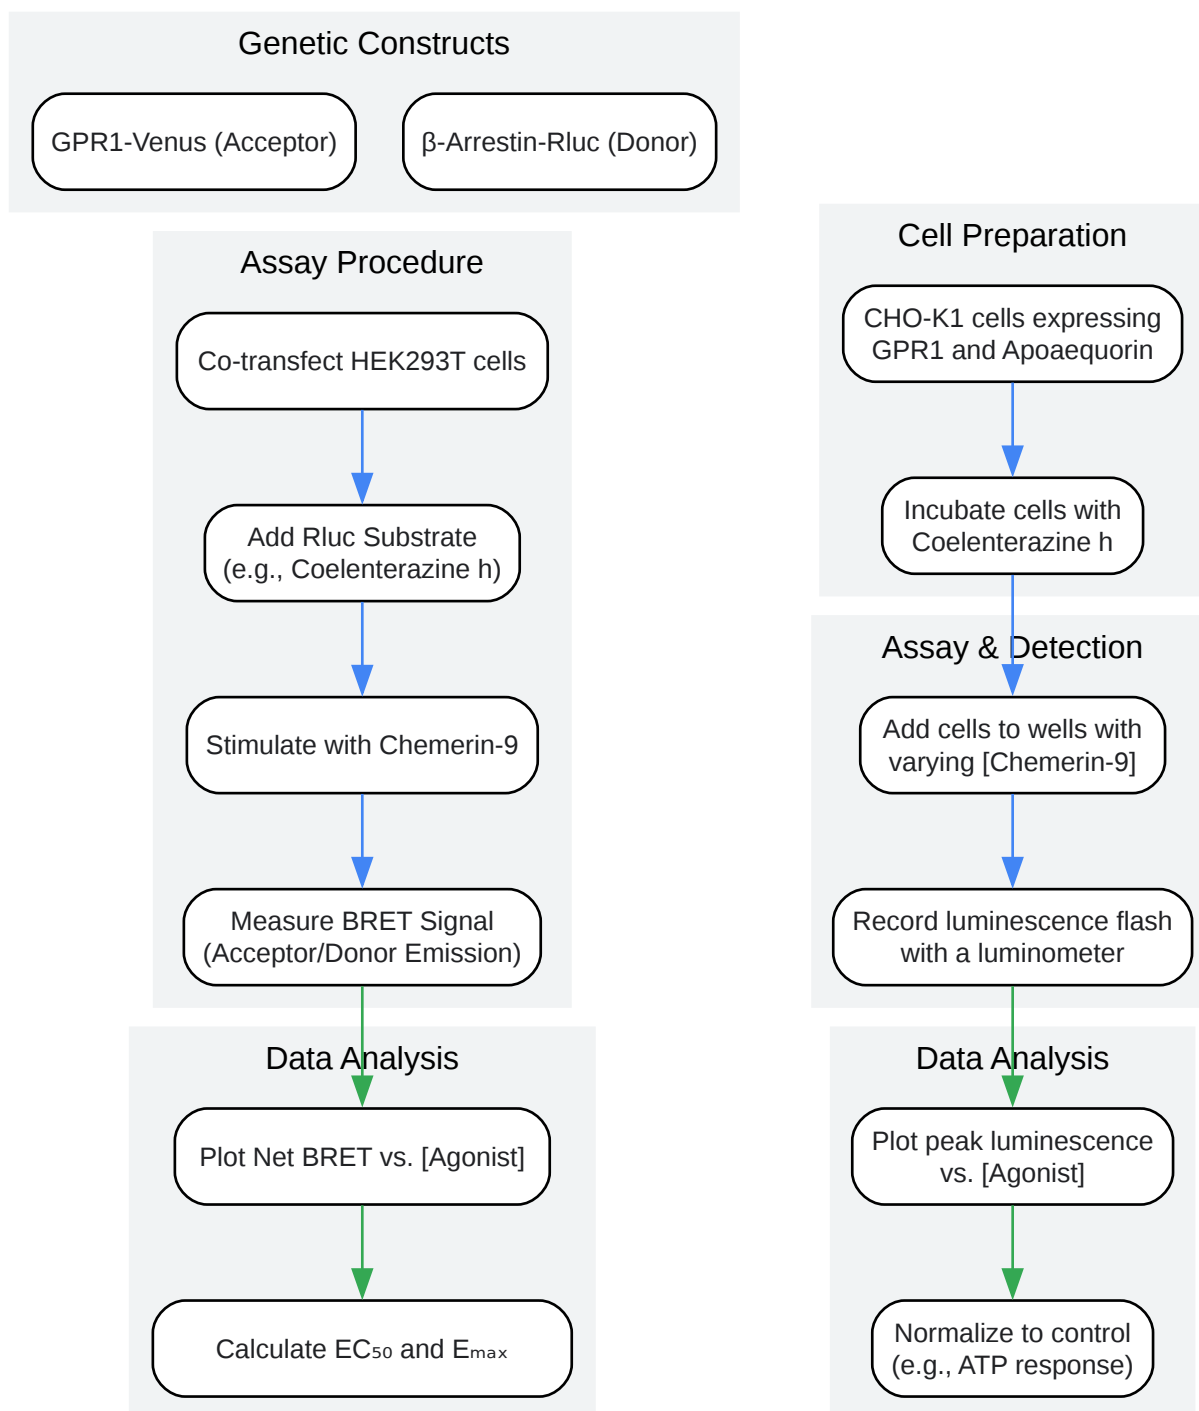 Genetic Constructs
GPR1-Venus (Acceptor)
β-Arrestin-Rluc (Donor)
Assay Procedure
Co-transfect HEK293T cells
Add Rluc Substrate
(e.g., Coelenterazine h)
Stimulate with Chemerin-9
Measure BRET Signal
(Acceptor/Donor Emission)
Data Analysis
Plot Net BRET vs. [Agonist]
Calculate EC₅₀ and Eₘₐₓ
Cell Preparation
CHO-K1 cells expressing
GPR1 and Apoaequorin
Incubate cells with
Coelenterazine h
Assay & Detection
Add cells to wells with
varying [Chemerin-9]
Record luminescence flash
with a luminometer
Data Analysis
Plot peak luminescence
vs. [Agonist]
Normalize to control
(e.g., ATP response)